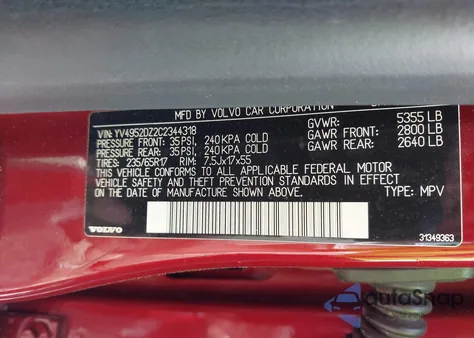 MFD BY VOLVO CAR CORPORATION
VIN: YV4952DZ2C2344318
PRESSURE FRONT: 35PSI, 240KPA COLD
PRESSURE REAR: 35PSI, 240KPA COLD
TIRES: 235/65R17 RIM: 7,5Jx17x55
GVWR: 5355 LB
GAWR FRONT: 2800 LB
GAWR REAR: 2640 LB
THIS VEHICLE CONFORMS TO ALL APPLICABLE FEDERAL MOTOR
VEHICLE SAFETY AND THEFT PREVENTION STANDARDS IN EFFECT
ON THE DATE OF MANUFACTURE SHOWN ABOVE.
TYPE: MPV
VOLVO
31349363
AutoSnap